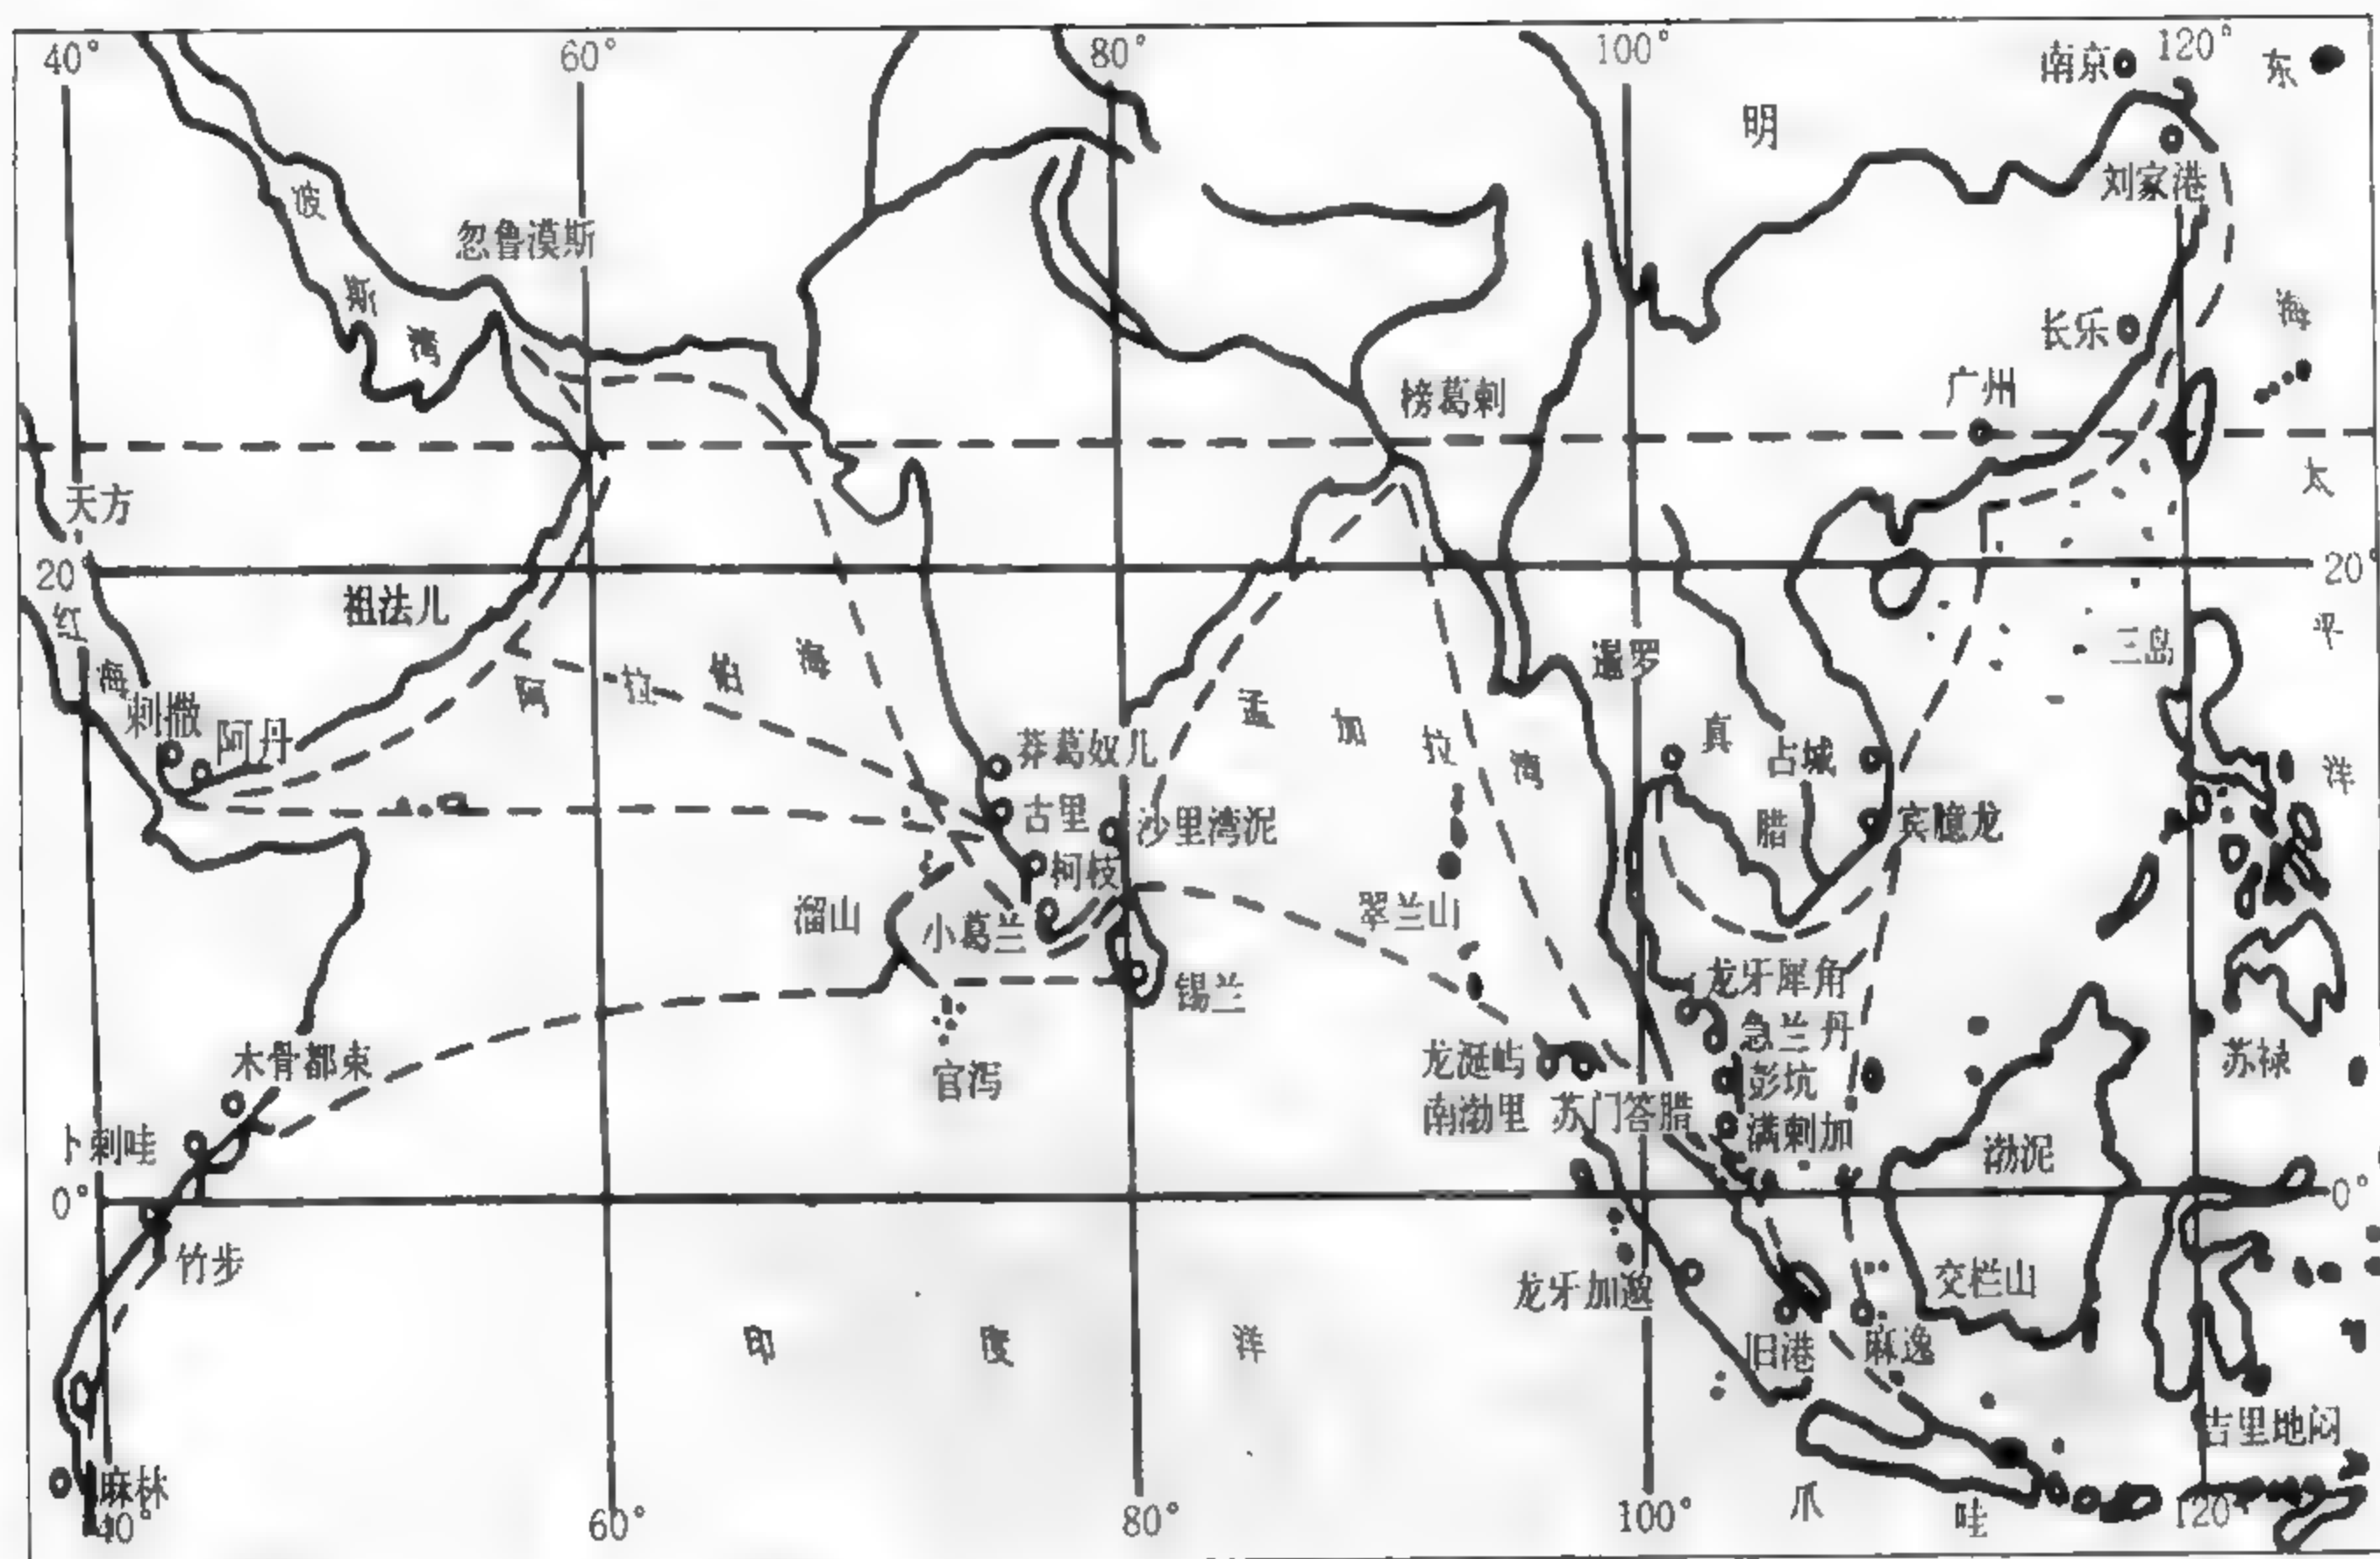 40°
60°
80°
100°
120°
南京
东
明
刘家港
波
斯
湾
忽鲁漠斯
海
长乐
广州
榜葛剌
天方
太
20°
20°
红
海
祖法儿
平
三岛
暹罗
阿
拉
伯
海
孟
加
拉
湾
真
腊
洋
剌撒
阿丹
莽葛奴儿
占城
古里
沙里湾泥
宾臆龙
柯枝
溜山
小葛兰
翠兰山
锡兰
龙牙犀角
急兰丹
木骨都束
官泻
龙涎屿
彭坑
苏禄
南渤里
苏门答腊
满剌加
卜剌哇
渤泥
0°
0°
竹步
龙牙加邈
交栏山
印
度
洋
旧港
麻逸
吉里地闷
麻林
40°
60°
80°
100°
爪
哇
120°